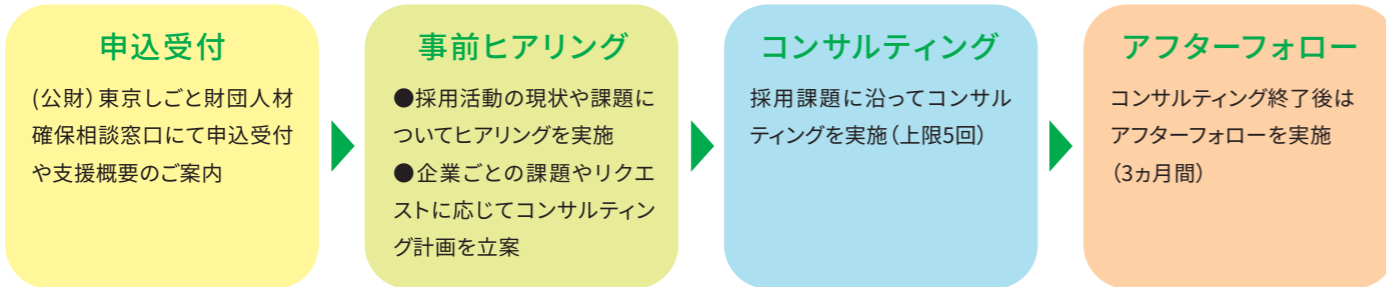 申込受付
(公財)東京しごと財団人材
確保相談窓口にて申込受付
や支援概要のご案内
事前ヒアリング
●採用活動の現状や課題に
ついてヒアリングを実施
●企業ごとの課題やリクエ
ストに応じてコンサルティン
グ計画を立案
コンサルティング
採用課題に沿ってコンサル
ティングを実施(上限5回)
アフターフォロー
コンサルティング終了後は
アフターフォローを実施
(3ヵ月間)